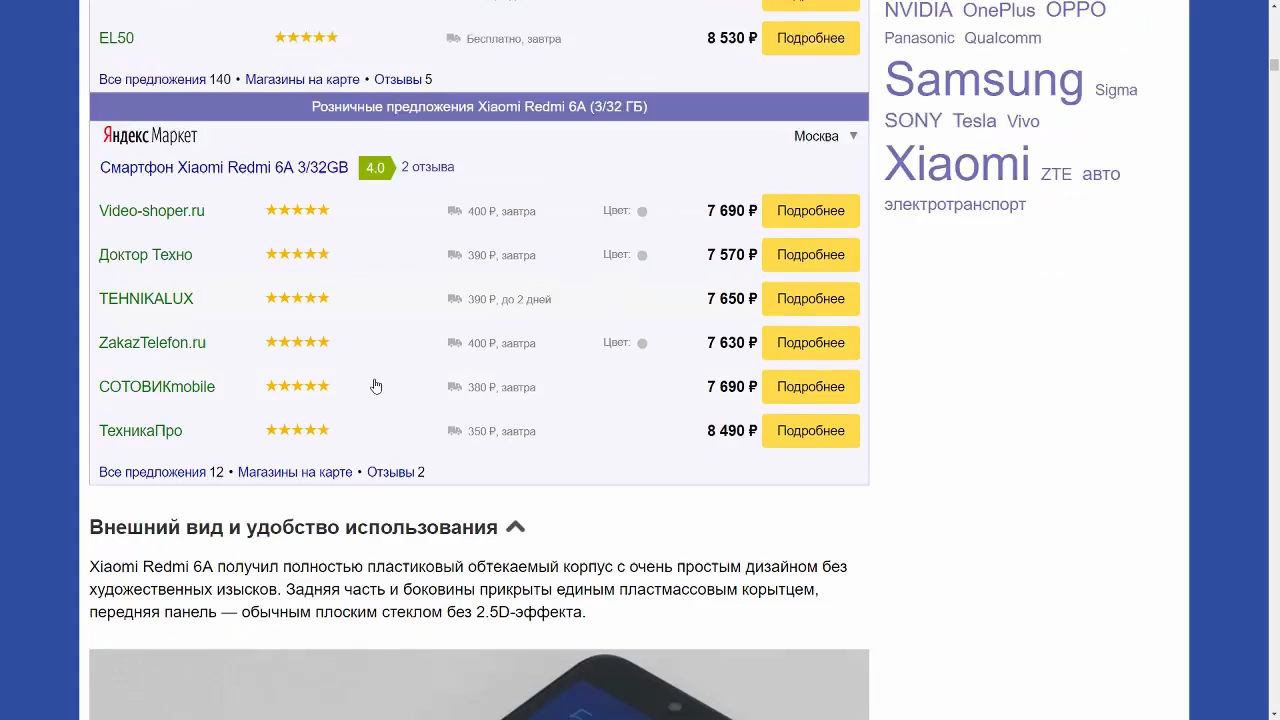 EL50 Бесплатно, завтра 8 530 ₽ Подробнее
Все предложения 140 • Магазины на карте • Отзывы 5
Розничные предложения Xiaomi Redmi 6A (3/32 ГБ)
Яндекс Маркет Москва
Смартфон Xiaomi Redmi 6A 3/32GB 4.0 2 отзыва
Video-shoper.ru 400 ₽, завтра Цвет: 7 690 ₽ Подробнее
Доктор Техно 390 ₽, завтра Цвет: 7 570 ₽ Подробнее
TEHNIKALUX 390 ₽, до 2 дней 7 650 ₽ Подробнее
ZakazTelefon.ru 400 ₽, завтра Цвет: 7 630 ₽ Подробнее
СОТОВИКmobile 380 ₽, завтра 7 690 ₽ Подробнее
ТехникаПро 350 ₽, завтра 8 490 ₽ Подробнее
Все предложения 12 • Магазины на карте • Отзывы 2
Внешний вид и удобство использования
Xiaomi Redmi 6A получил полностью пластиковый обтекаемый корпус с очень простым дизайном без
художественных изысков. Задняя часть и боковины прикрыты единым пластмассовым корытцем,
передняя панель — обычным плоским стеклом без 2.5D-эффекта.
NVIDIA OnePlus OPPO
Panasonic Qualcomm
Samsung Sigma
SONY Tesla Vivo
Xiaomi ZTE авто
электротранспорт